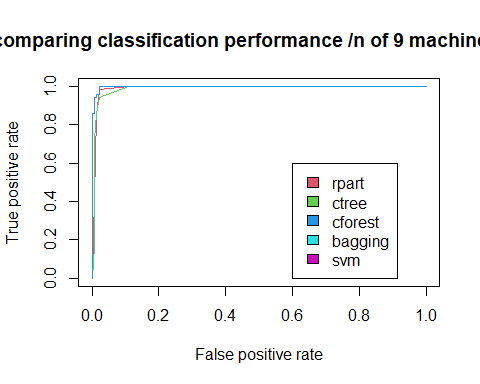 comparing classification performance /n of 9 machine
True positive rate
1.0
0.8
0.6
0.4
0.2
0.0
rpart
ctree
cforest
bagging
svm
0.0 0.2 0.4 0.6 0.8 1.0
False positive rate